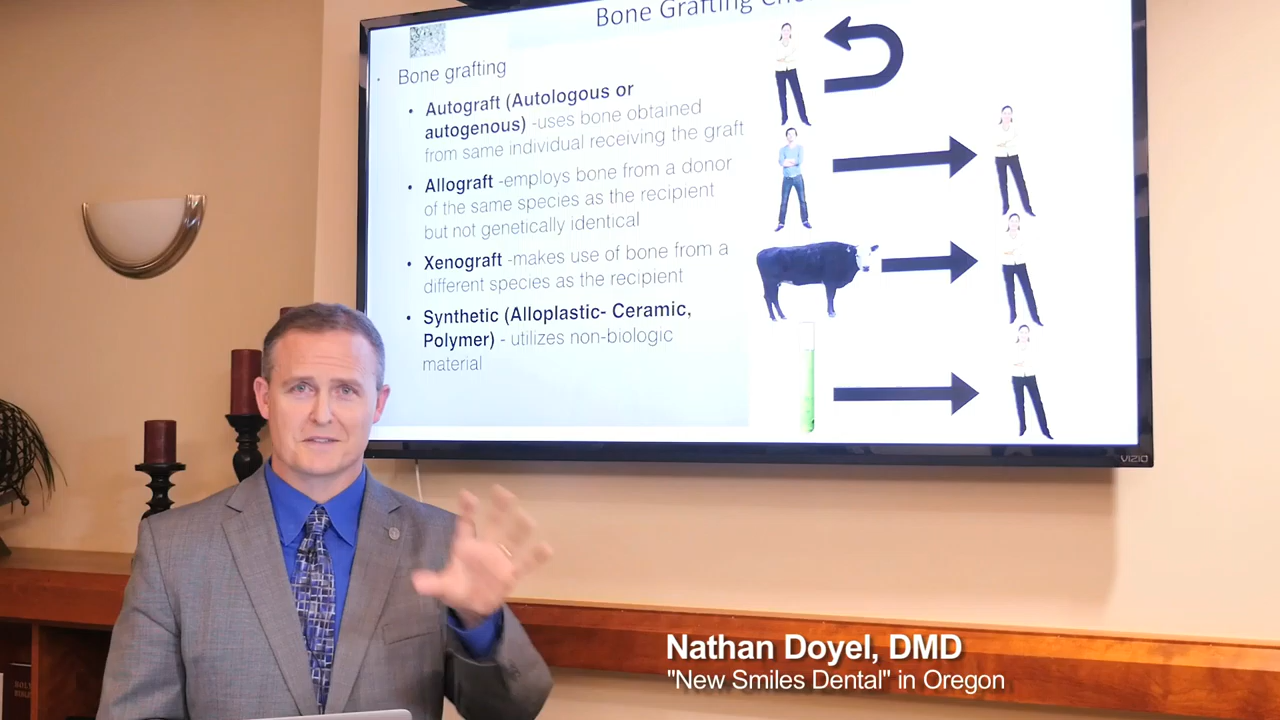 Bone Grafting
Bone grafting
• Autograft (Autologous or
autogenous) -uses bone obtained
from same individual receiving the graft
• Allograft -employs bone from a donor
of the same species as the recipient
but not genetically identical
• Xenograft -makes use of bone from a
different species as the recipient
• Synthetic (Alloplastic- Ceramic,
Polymer) - utilizes non-biologic
material
VIZIO
HOLY
BIBLE
Nathan Doyel, DMD
"New Smiles Dental" in Oregon